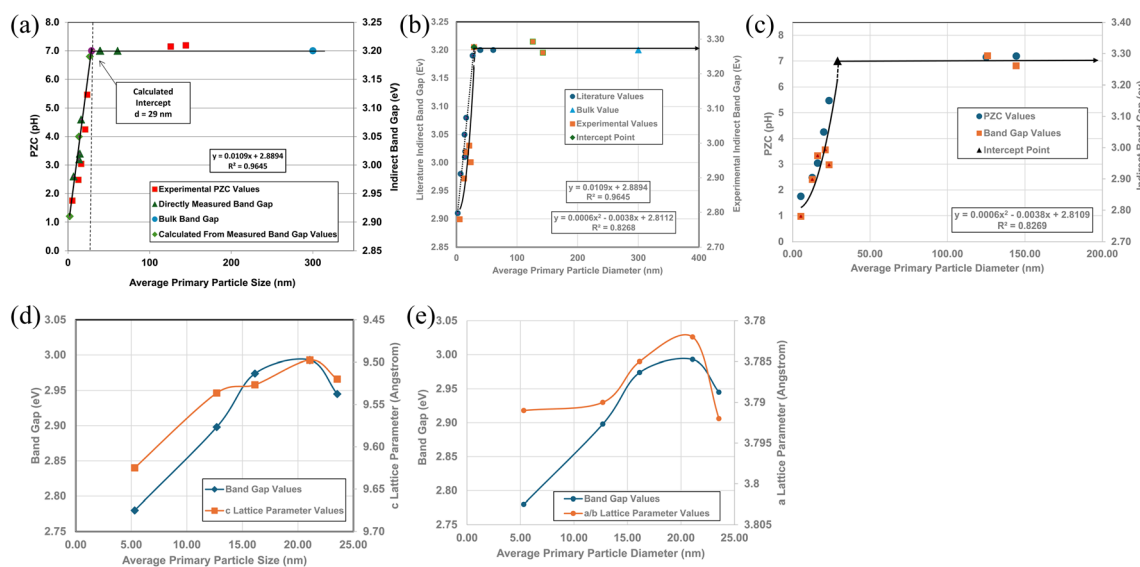 (a)
8.0
7.0
6.0
5.0
4.0
3.0
2.0
1.0
0.0
PZC (pH)
3.25
3.20
3.15
3.10
3.05
3.00
2.95
2.90
2.85
Indirect Band Gap (eV)
Calculated
Intercept
d = 29 nm
y = 0.0109x + 2.8894
R² = 0.9645
Experimental PZC Values
Directly Measured Band Gap
Bulk Band Gap
Calculated From Measured Band Gap Values
0
100
200
300
Average Primary Particle Size (nm)
(b)
3.25
3.20
3.15
3.10
3.05
3.00
2.95
2.90
2.85
Literature Indirect Band Gap (Ev)
3.30
3.20
3.10
3.00
2.90
2.80
2.70
Experimental Indirect Band Gap (eV)
Literature Values
Bulk Value
Experimental Values
Intercept Point
y = 0.0109x + 2.8894
R² = 0.9645
y = 0.0006x² - 0.0038x + 2.8112
R² = 0.8268
0
100
200
300
400
Average Primary Particle Diameter (nm)
(c)
8
7
6
5
4
3
2
1
0
PZC (pH)
3.40
3.30
3.20
3.10
3.00
2.90
2.80
2.70
PZC Values
Band Gap Values
Intercept Point
y = 0.0006x² - 0.0038x + 2.8109
R² = 0.8269
0.00
50.00
100.00
150.00
200.00
Average Primary Particle Diameter (nm)
(d)
3.05
3.00
2.95
2.90
2.85
2.80
2.75
Band Gap (eV)
9.45
9.50
9.55
9.60
9.65
9.70
c Lattice Parameter (Angstrom)
Band Gap Values
c Lattice Parameter Values
0.00
5.00
10.00
15.00
20.00
25.00
Average Primary Particle Size (nm)
(e)
3.05
3.00
2.95
2.90
2.85
2.80
2.75
Band Gap (eV)
3.78
3.785
3.79
3.795
3.8
3.805
a Lattice Parameter (Angstrom)
Band Gap Values
a/b Lattice Parameter Values
0.00
5.00
10.00
15.00
20.00
25.00
Average Primary Particle Diameter (nm)